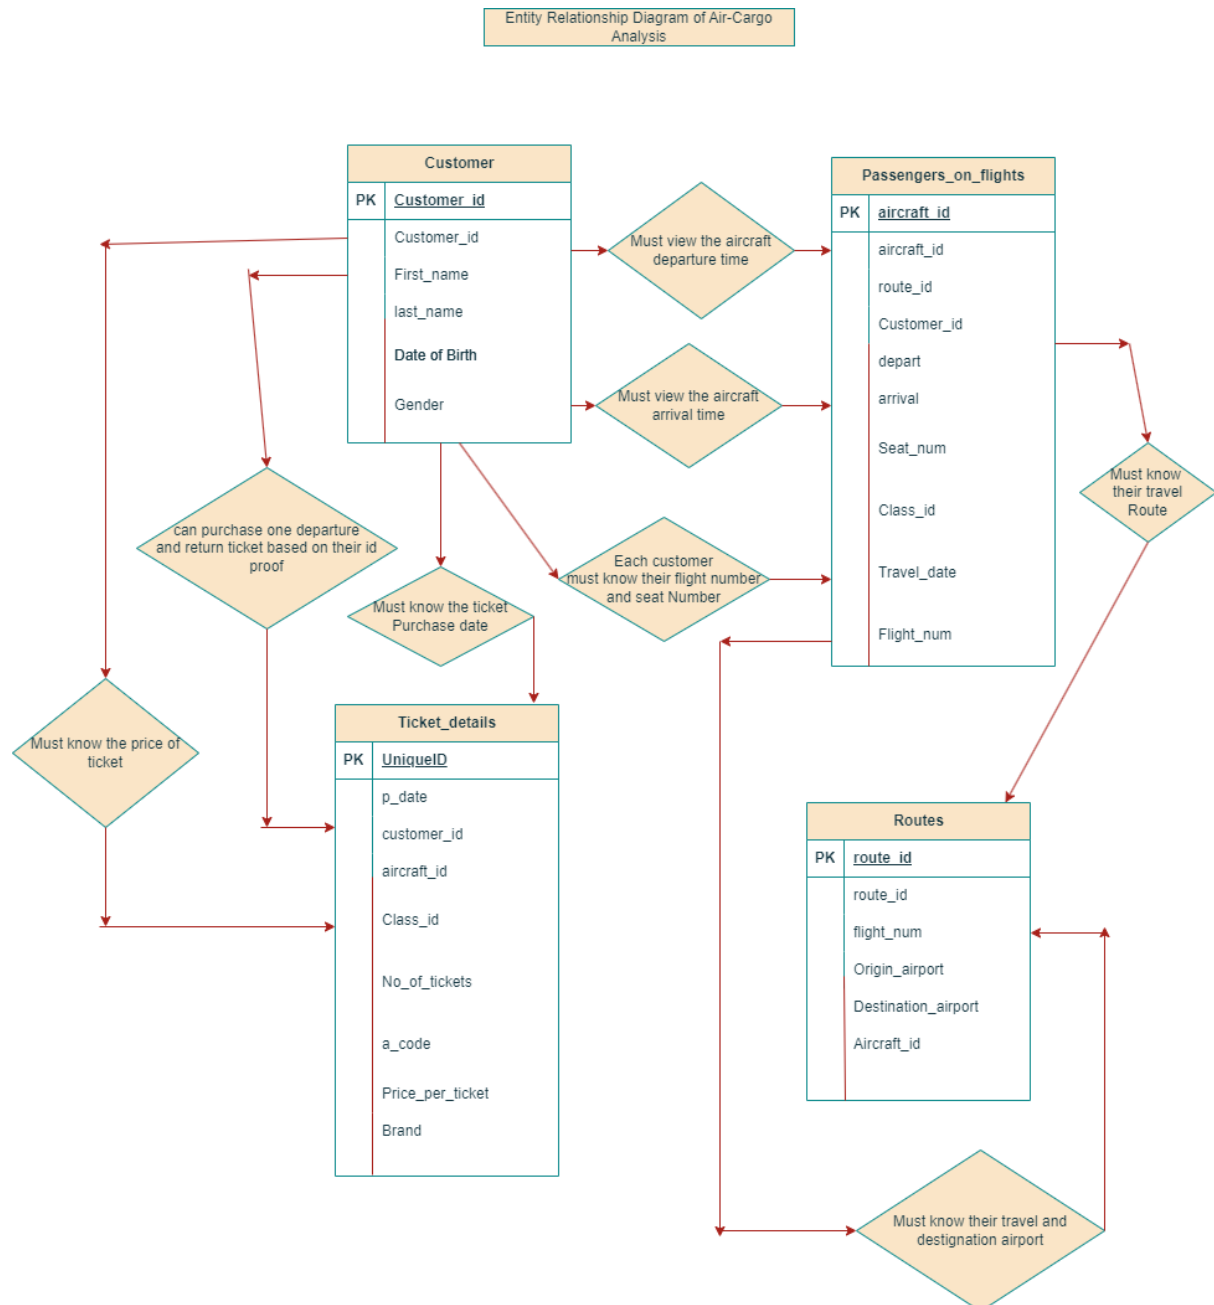 Entity Relationship Diagram of Air-Cargo
Analysis
Customer
PK Customer_id
Customer_id
First_name
last_name
Date of Birth
Gender
Must view the aircraft
departure time
Must view the aircraft
arrival time
Passengers_on_flights
PK aircraft_id
aircraft_id
route_id
Customer_id
depart
arrival
Seat_num
Class_id
Travel_date
Flight_num
Must know
their travel
Route
can purchase one departure
and return ticket based on their id
proof
Must know the ticket
Purchase date
Each customer
must know their flight number
and seat Number
Must know the price of
ticket
Ticket_details
PK UniqueID
p_date
customer_id
aircraft_id
Class_id
No_of_tickets
a_code
Price_per_ticket
Brand
Routes
PK route_id
route_id
flight_num
Origin_airport
Destination_airport
Aircraft_id
Must know their travel and
destignation airport